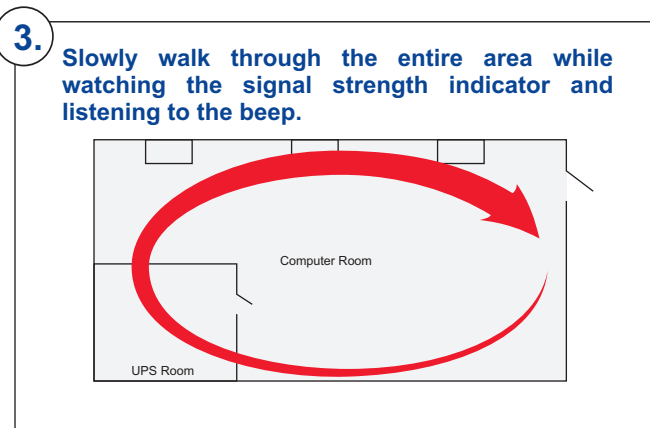 3.
Slowly walk through the entire area while
watching the signal strength indicator and
listening to the beep.
Computer Room
UPS Room